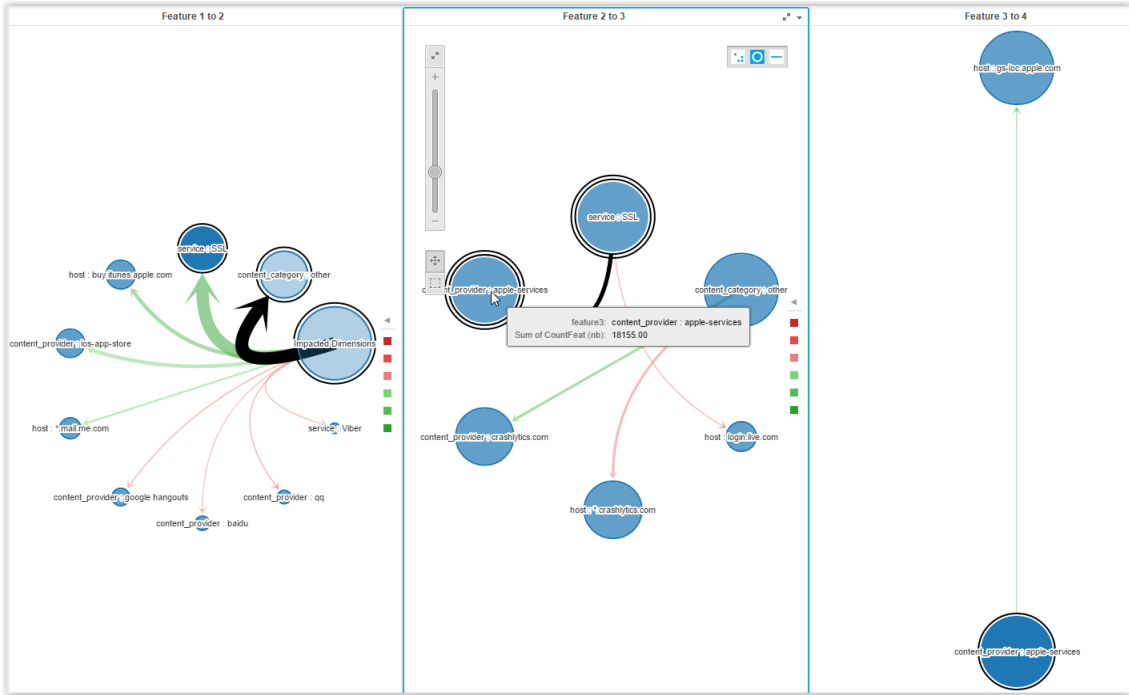 Feature 1 to 2
service : SSL
host : buy.itunes.apple.com
content_category : other
content_provider : ios-app-store
Impacted Dimensions
host : *.mail.me.com
service : Viber
content_provider : google hangouts
content_provider : qq
content_provider : baidu
Feature 2 to 3
service : SSL
content_provider : apple-services
content_category : other
feature3: content_provider : apple-services
Sum of CountFeat (nb): 18155.00
content_provider : crashlytics.com
host : login.live.com
host : *.crashlytics.com
Feature 3 to 4
host : gs-loc.apple.com
content_provider : apple-services